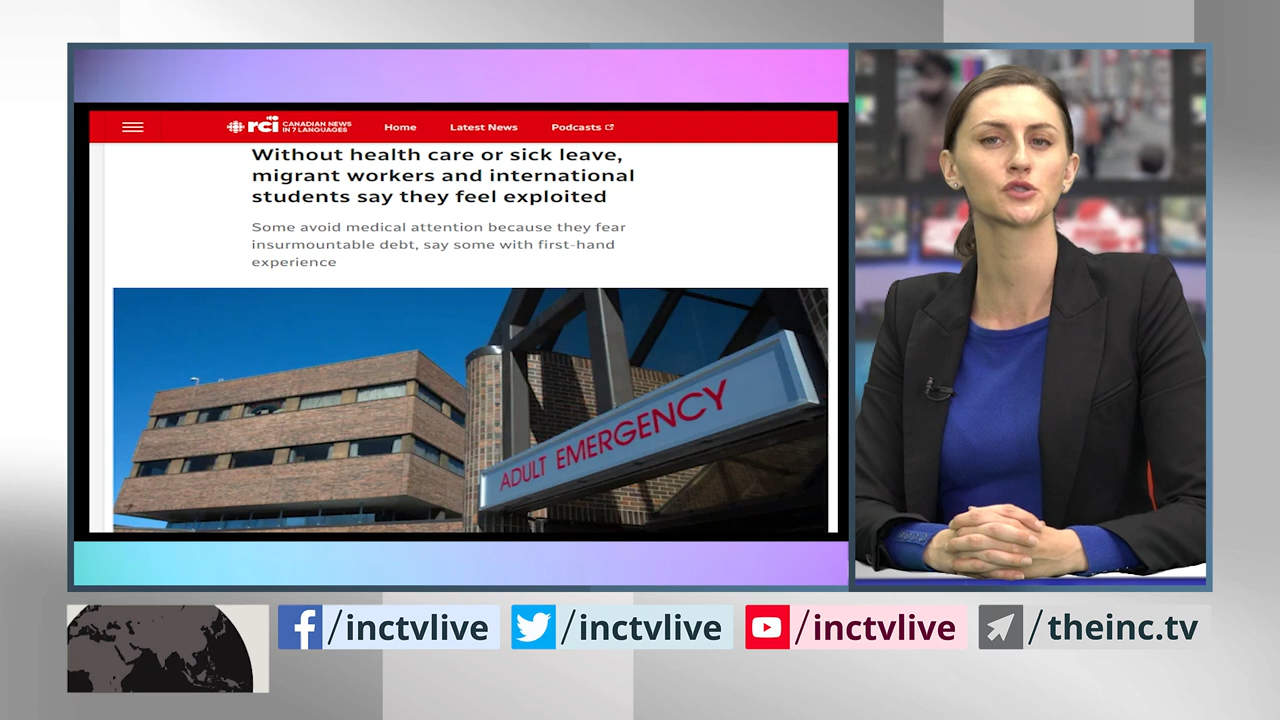 rci CANADIAN NEWS
IN 7 LANGUAGES
Home
Latest News
Podcasts
Without health care or sick leave,
migrant workers and international
students say they feel exploited
Some avoid medical attention because they fear
insurmountable debt, say some with first-hand
experience
ADULT EMERGENCY
/inctvlive
/inctvlive
/inctvlive
/theinc.tv